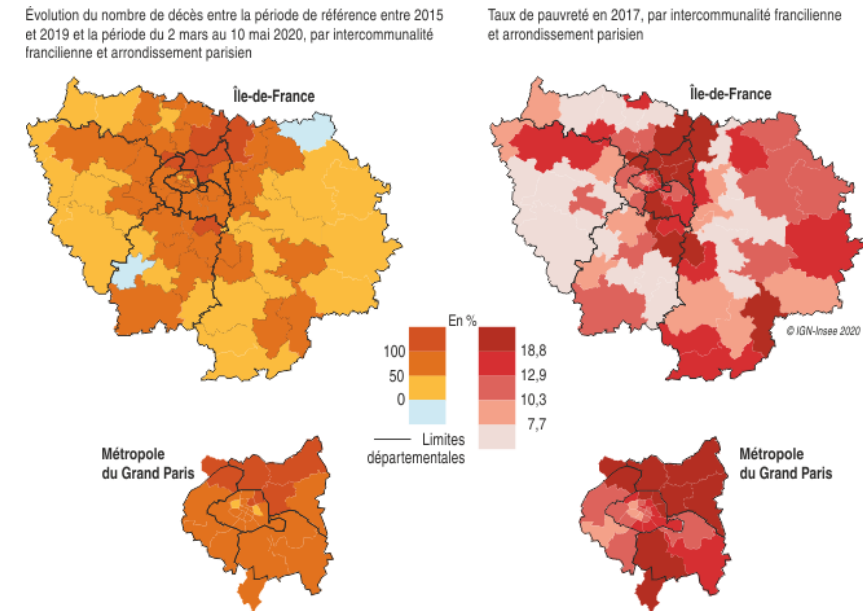 Évolution du nombre de décès entre la période de référence entre 2015
et 2019 et la période du 2 mars au 10 mai 2020, par intercommunalité
francilienne et arrondissement parisien
Taux de pauvreté en 2017, par intercommunalité francilienne
et arrondissement parisien
Île-de-France
Île-de-France
© IGN-Insee 2020
En %
100
50
0
18,8
12,9
10,3
7,7
Limites
départementales
Métropole
du Grand Paris
Métropole
du Grand Paris